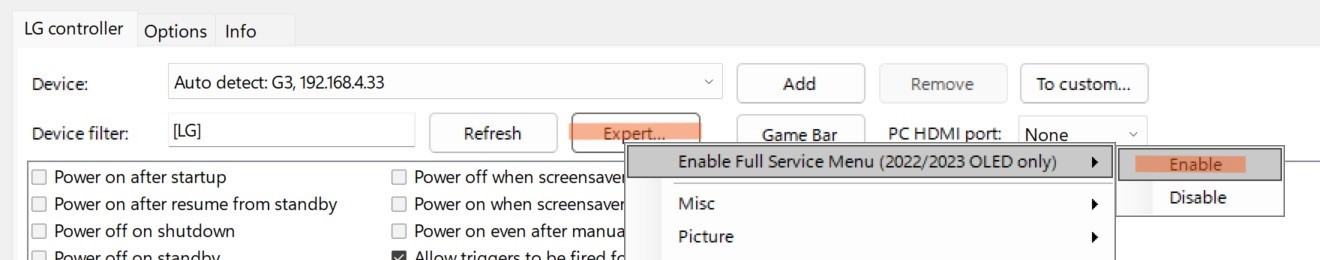 LG controller Options Info
Device: Auto detect: G3, 192.168.4.33 Add Remove To custom...
Device filter: [LG] Refresh Expert... Game Bar PC HDMI port: None
Enable Full Service Menu (2022/2023 OLED only) Enable
Power on after startup Power off when screensaver
Disable
Power on after resume from standby Power on when screensaver Misc
Power off on shutdown Power on even after manua Picture
Power off on standby Allow triggers to be fired fo